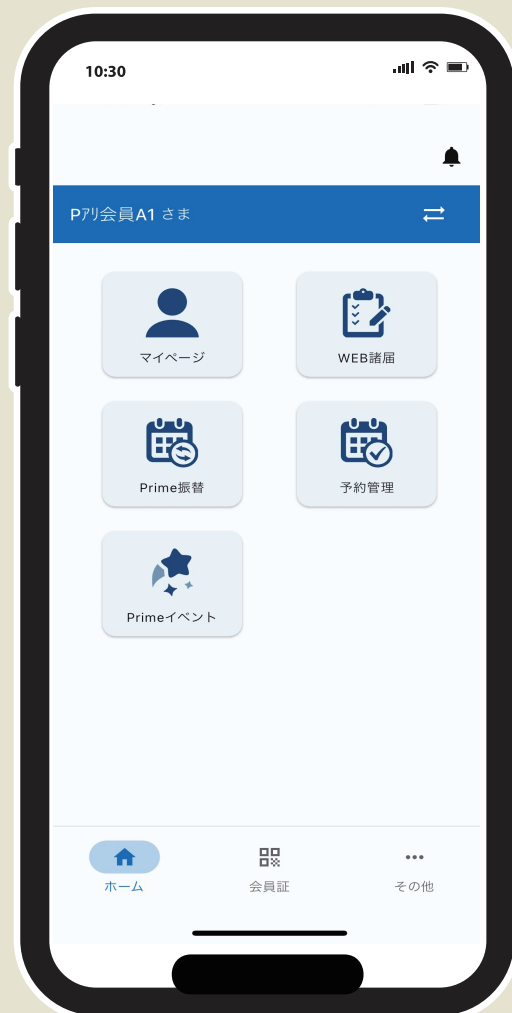 10:30
Pアリ会員A1 さま
マイページ
WEB諸届
Prime振替
予約管理
Primeイベント
ホーム
会員証
その他